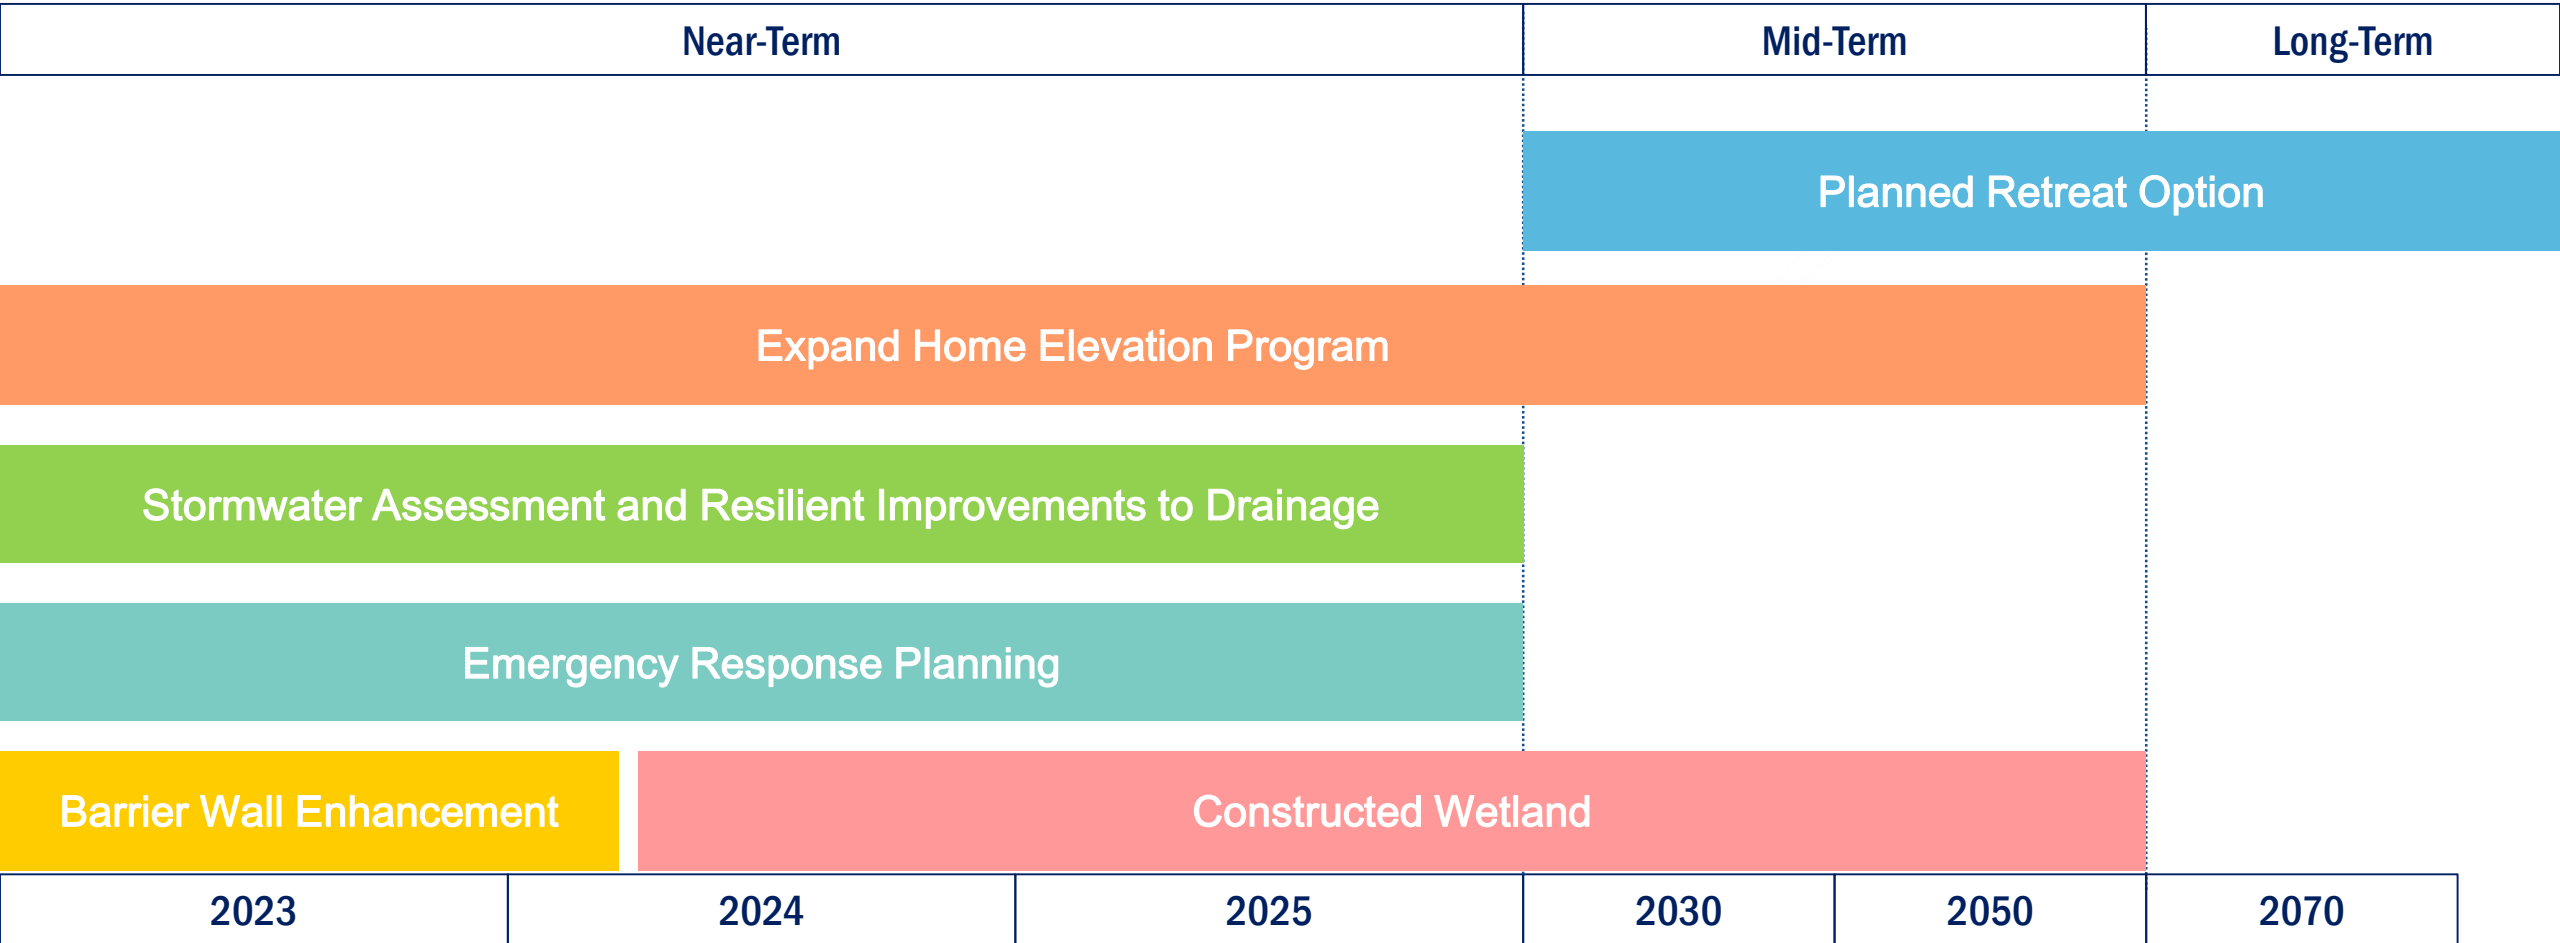 Near-Term Mid-Term Long-Term
Planned Retreat Option
Expand Home Elevation Program
Stormwater Assessment and Resilient Improvements to Drainage
Emergency Response Planning
Barrier Wall Enhancement Constructed Wetland
2023 2024 2025 2030 2050 2070